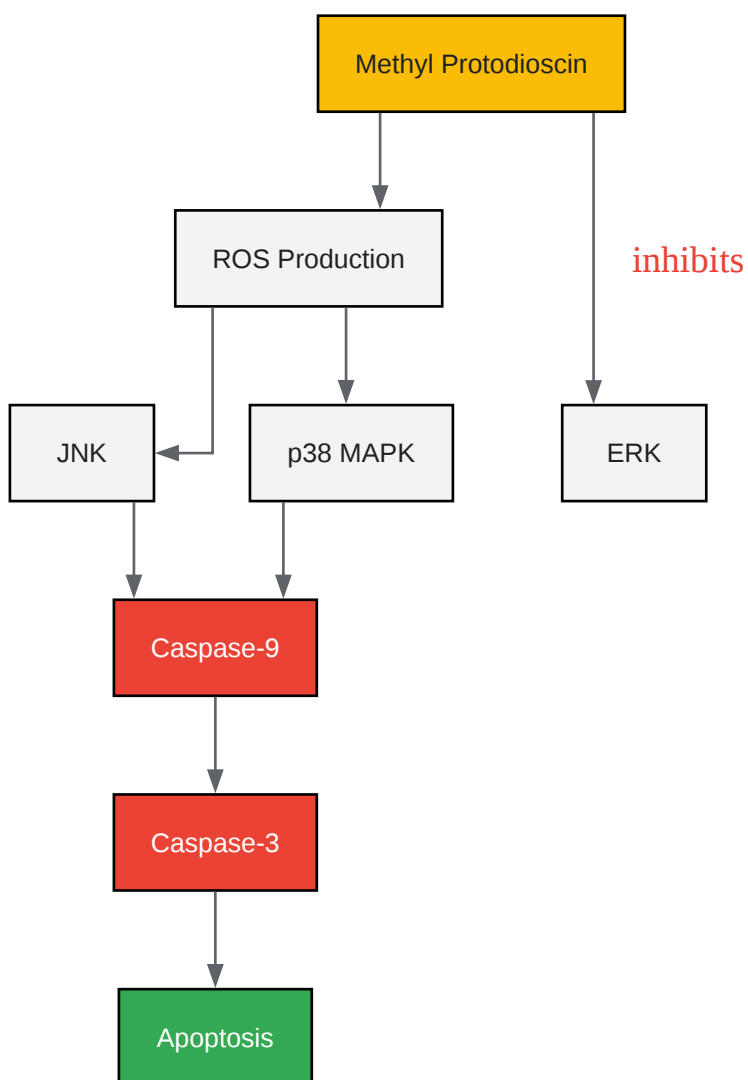 Methyl Protodioscin
ROS Production
inhibits
JNK
p38 MAPK
ERK
Caspase-9
Caspase-3
Apoptosis